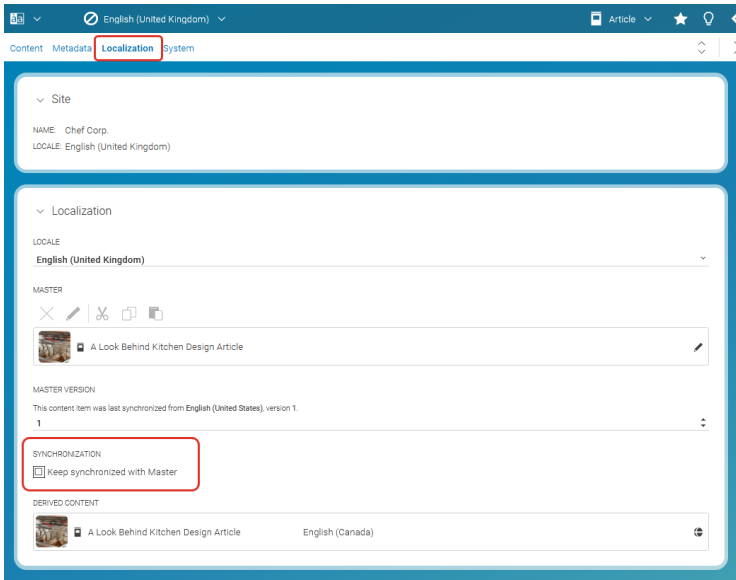 English (United Kingdom)
Article
Content Metadata Localization System
Site
NAME: Chef Corp.
LOCALE: English (United Kingdom)
Localization
LOCALE
English (United Kingdom)
MASTER
A Look Behind Kitchen Design Article
MASTER VERSION
This content item was last synchronized from English (United States), version 1.
1
SYNCHRONIZATION
Keep synchronized with Master
DERIVED CONTENT
A Look Behind Kitchen Design Article English (Canada)